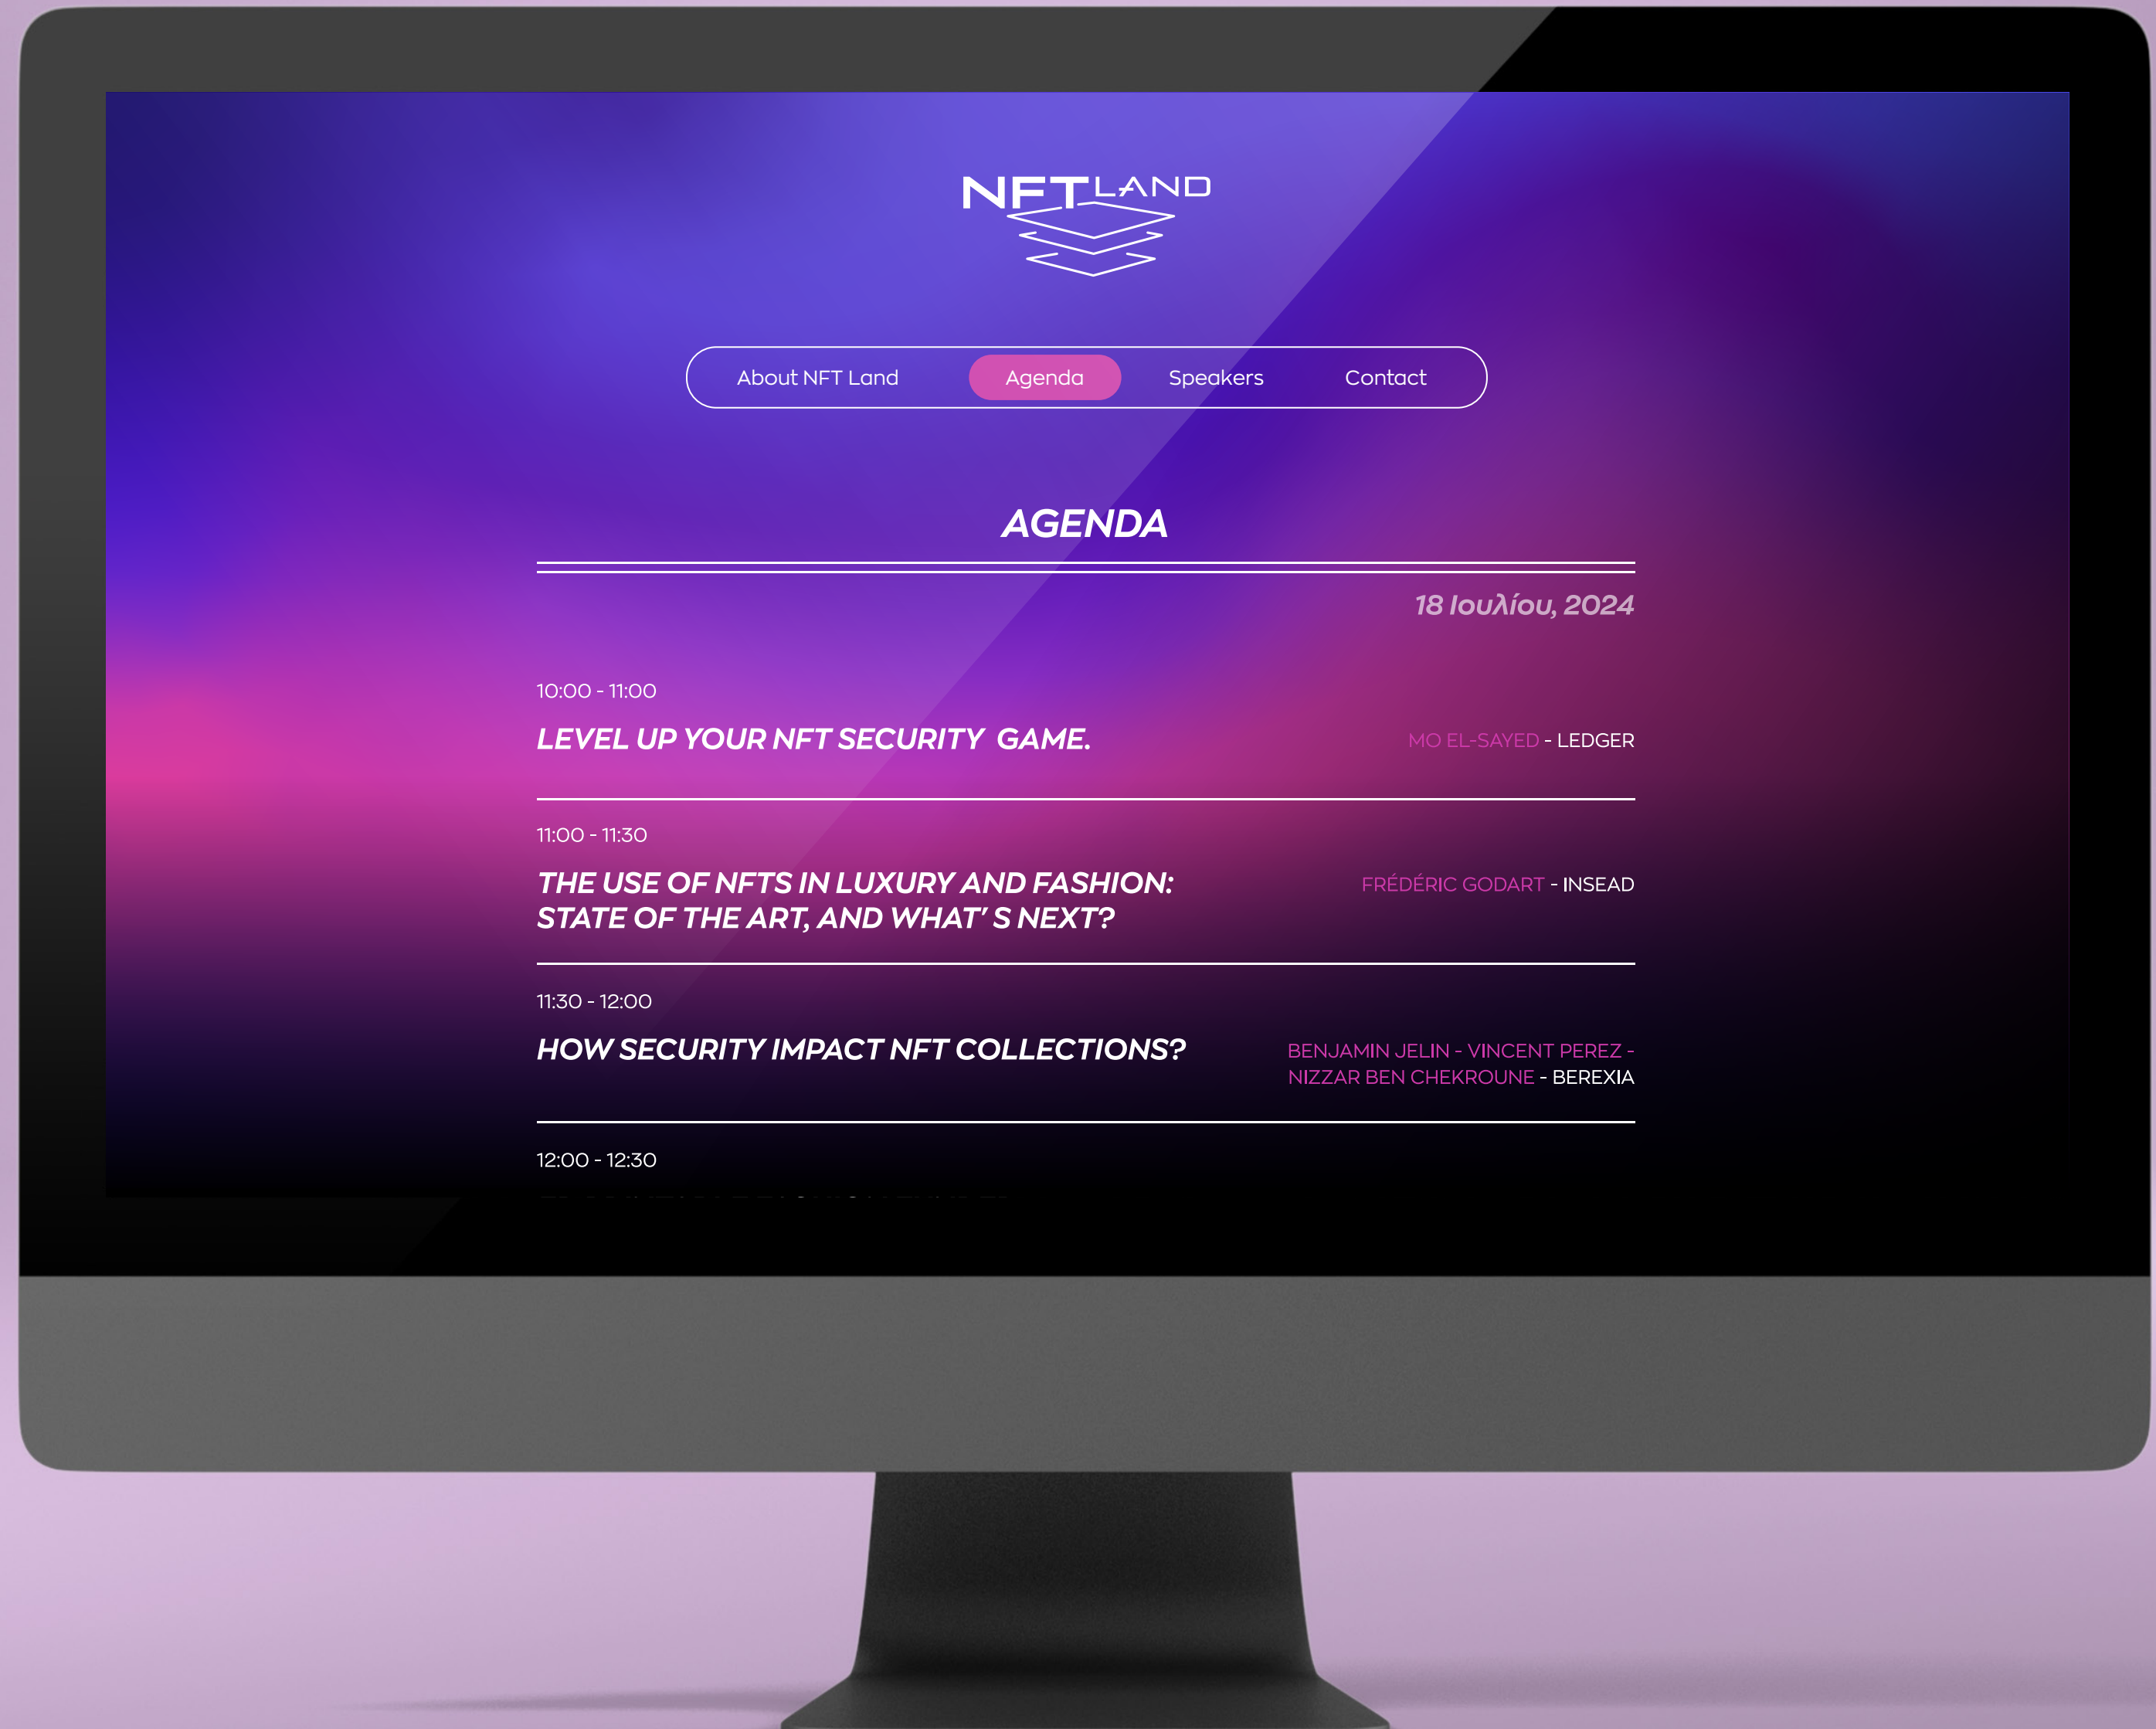 NFT LAND
About NFT Land Agenda Speakers Contact
AGENDA
18 Ιουλίου, 2024
10:00 - 11:00
LEVEL UP YOUR NFT SECURITY  GAME.
MO EL-SAYED - LEDGER
11:00 - 11:30
THE USE OF NFTS IN LUXURY AND FASHION:
STATE OF THE ART, AND WHAT' S NEXT?
FRÉDÉRIC GODART - INSEAD
11:30 - 12:00
HOW SECURITY IMPACT NFT COLLECTIONS?
BENJAMIN JELIN - VINCENT PEREZ -
NIZZAR BEN CHEKROUNE - BEREXIA
12:00 - 12:30